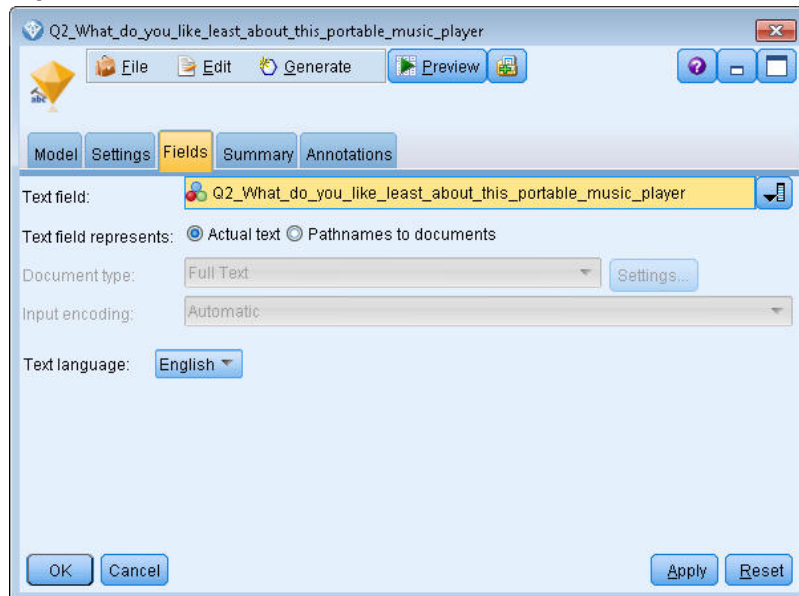 Q2_What_do_you_like_least_about_this_portable_music_player
File Edit Generate Preview
abc
Model Settings Fields Summary Annotations
Text field: Q2_What_do_you_like_least_about_this_portable_music_player
Text field represents: Actual text Pathnames to documents
Document type: Full Text Settings...
Input encoding: Automatic
Text language: English
OK Cancel Apply Reset